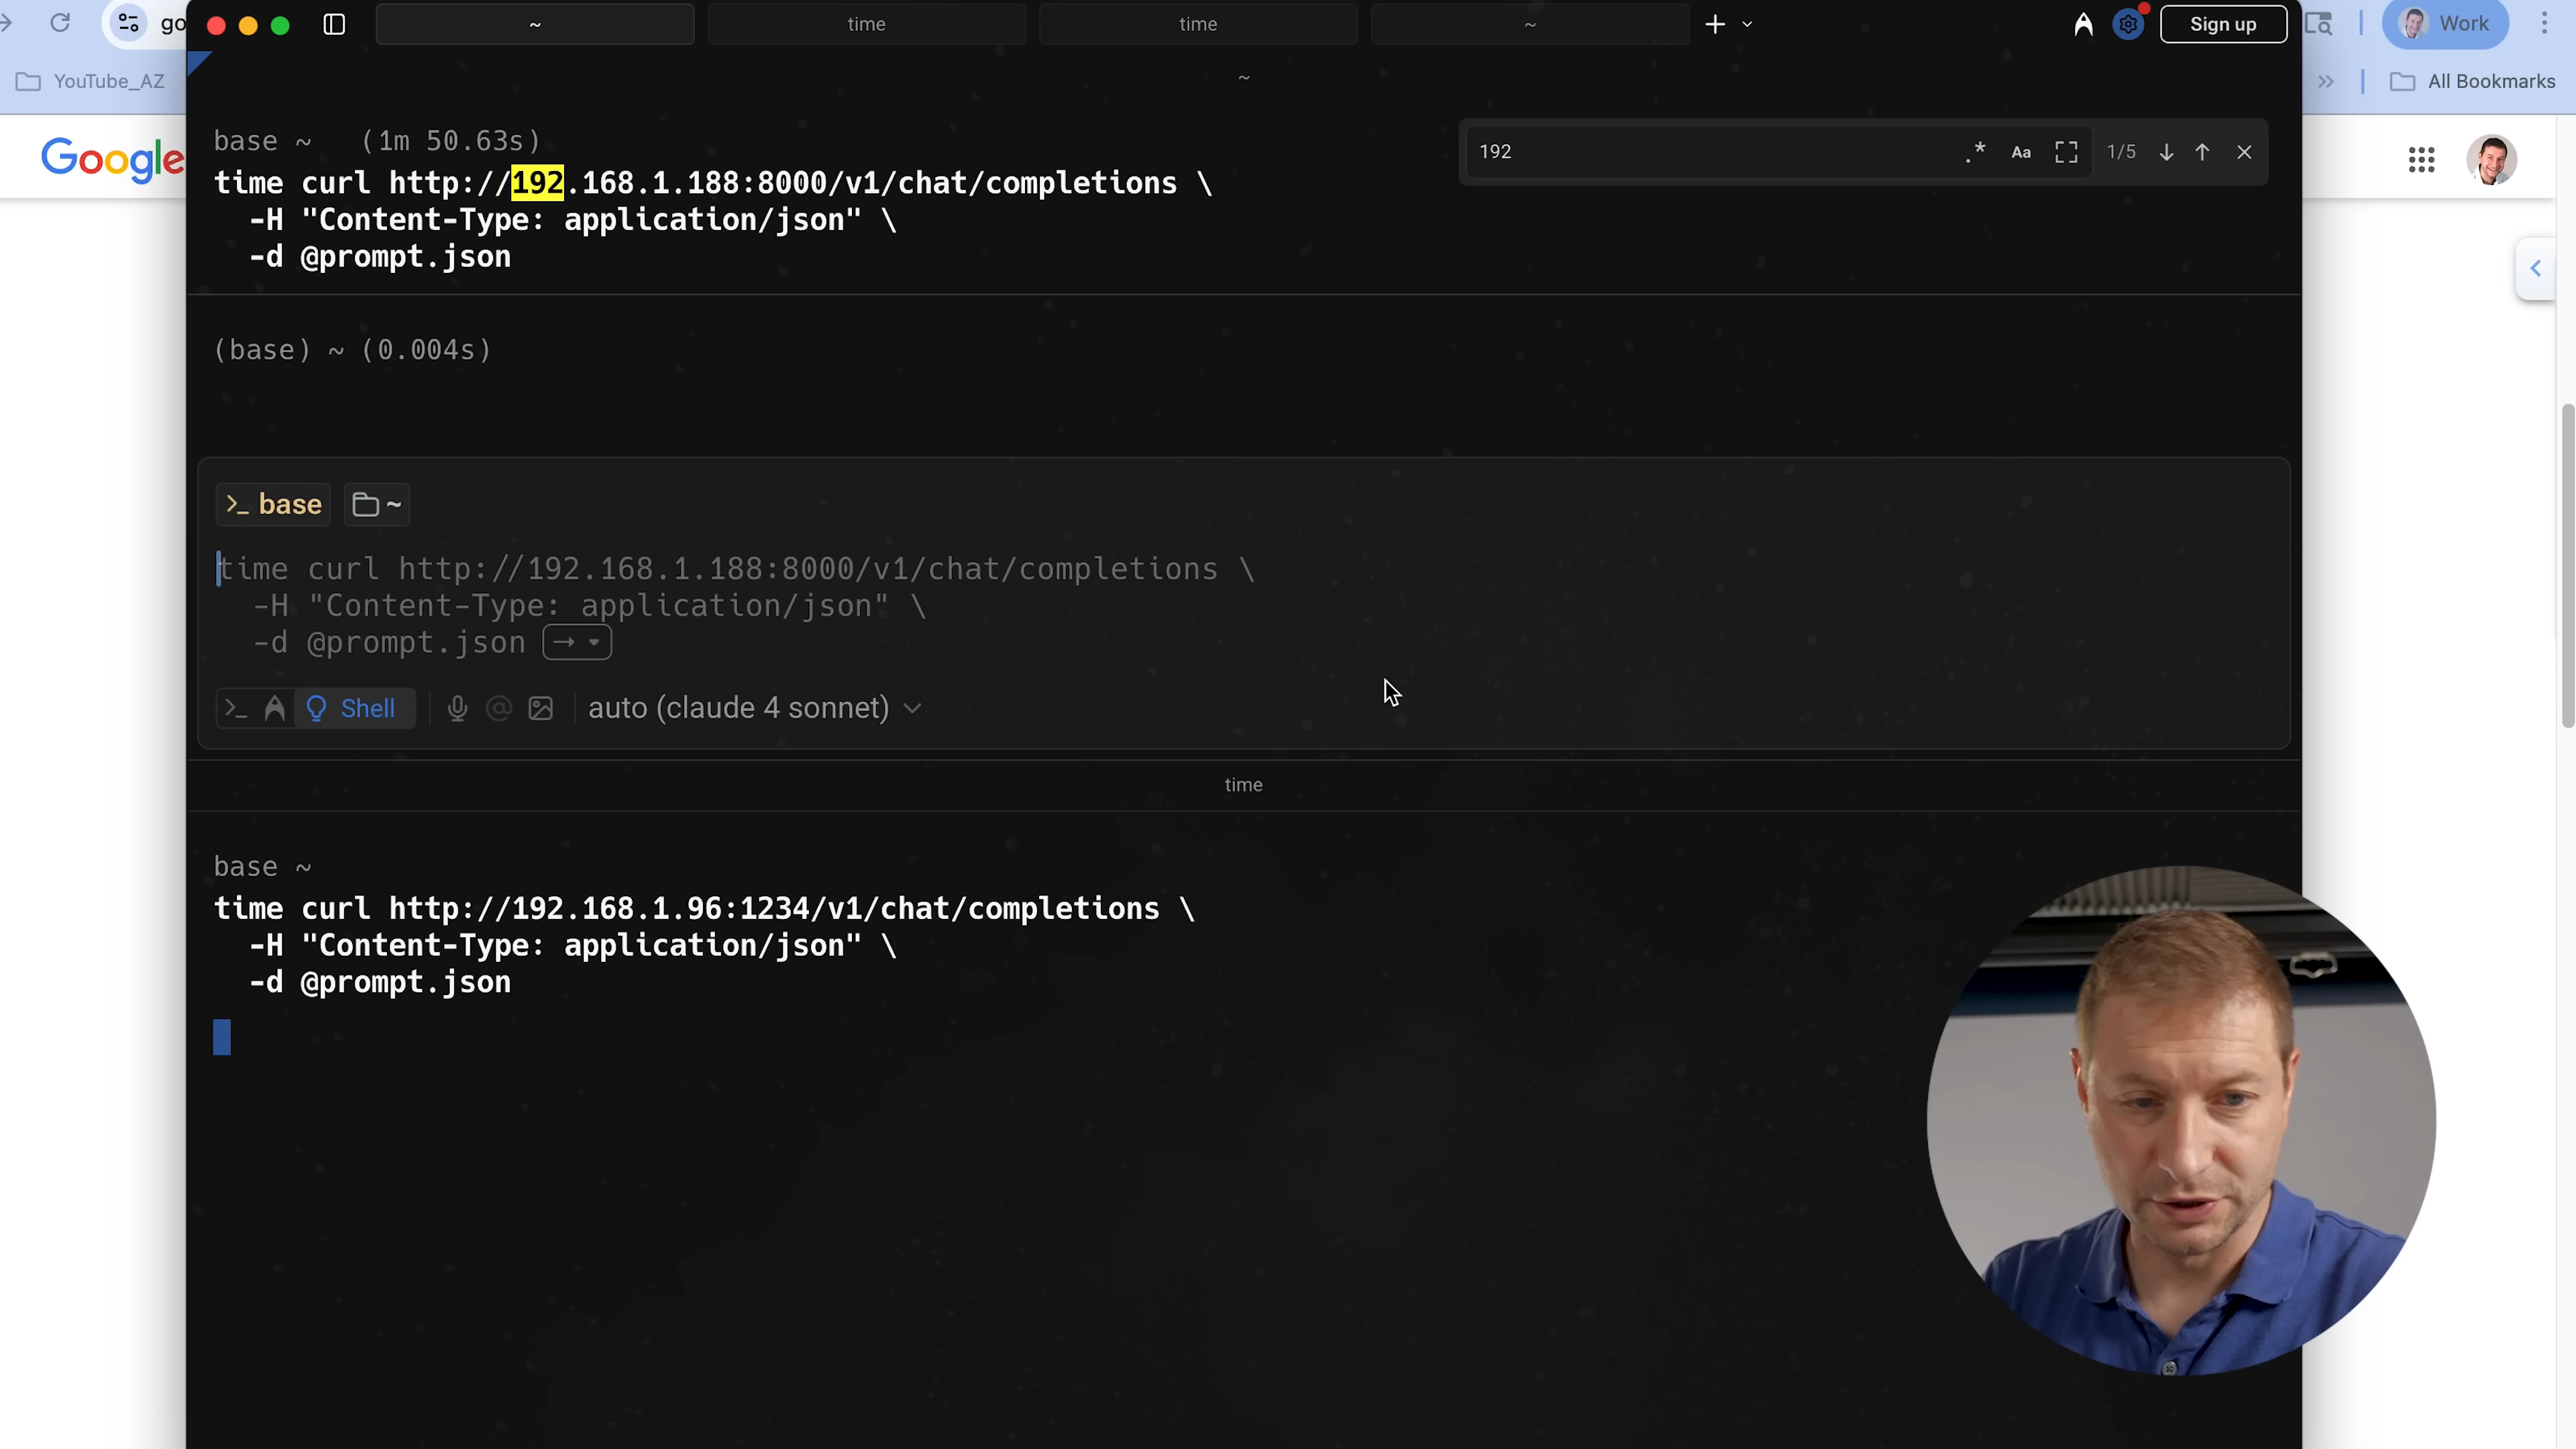 go
~
time
time
~
Sign up
Work
YouTube_AZ
All Bookmarks
~
Google
base ~ (1m 50.63s)
192
.*
Aa
1/5
time curl http://192.168.1.188:8000/v1/chat/completions \
-H "Content-Type: application/json" \
-d @prompt.json
(base) ~ (0.004s)
>_ base
~
time curl http://192.168.1.188:8000/v1/chat/completions \
-H "Content-Type: application/json" \
-d @prompt.json
Shell
auto (claude 4 sonnet)
time
base ~
time curl http://192.168.1.96:1234/v1/chat/completions \
-H "Content-Type: application/json" \
-d @prompt.json